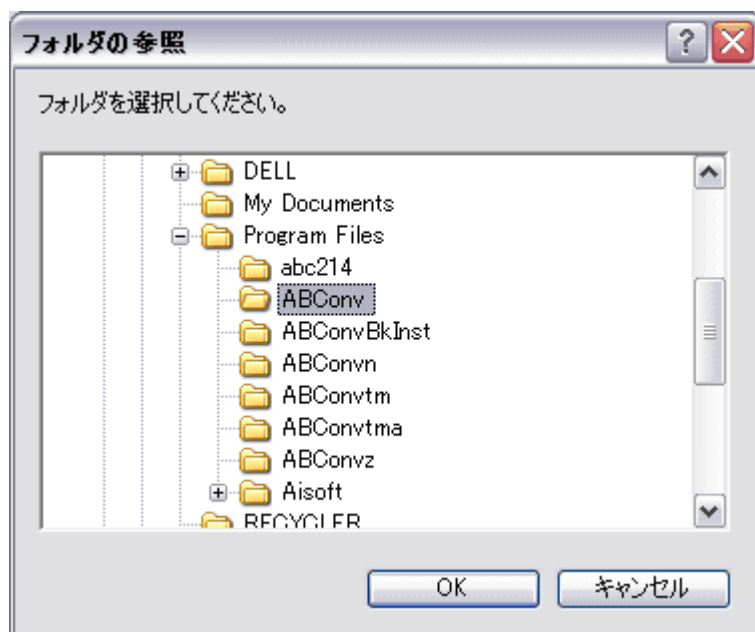 フォルダの参照
フォルダを選択してください。
DELL
My Documents
Program Files
abc214
ABConv
ABConvBkInst
ABConvn
ABConvtm
ABConvtma
ABConvz
Aisoft
RECYCLER
OK
キャンセル